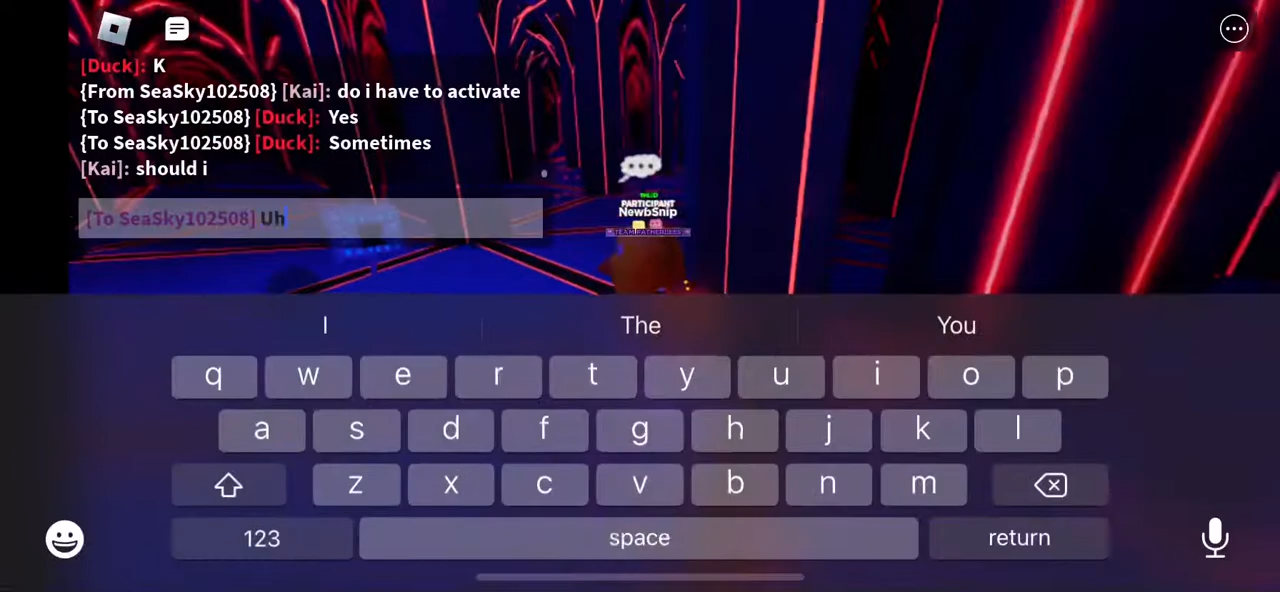 [Duck]: K
{From SeaSky102508} [Kai]: do i have to activate
{To SeaSky102508} [Duck]: Yes
{To SeaSky102508} [Duck]: Sometimes
[Kai]: should i
[To SeaSky102508] Uh
PARTICIPANT
NewbSnip
I The You
q w e r t y u i o p
a s d f g h j k l
z x c v b n m
123 space return